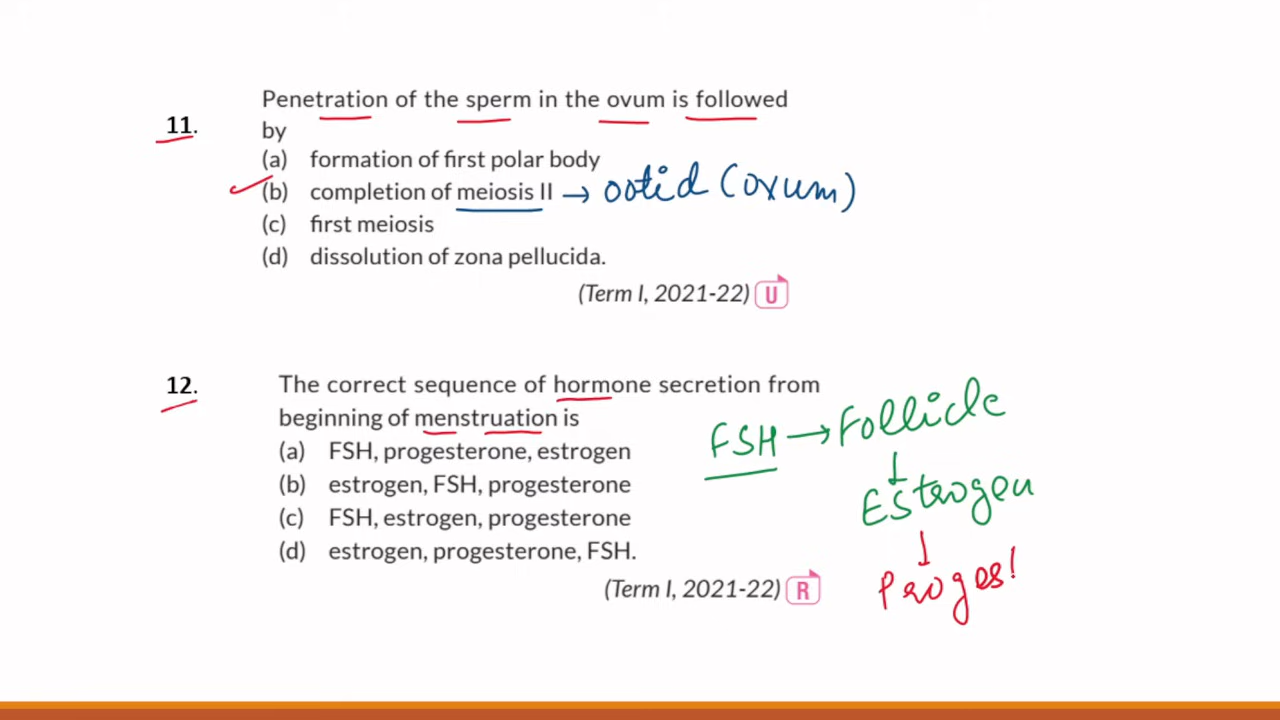 Penetration of the sperm in the ovum is followed
11.
by
(a) formation of first polar body
(b) completion of meiosis II → ootid (ovum)
(c) first meiosis
(d) dissolution of zona pellucida.
(Term I, 2021-22) U
12. The correct sequence of hormone secretion from
beginning of menstruation is
(a) FSH, progesterone, estrogen
(b) estrogen, FSH, progesterone
(c) FSH, estrogen, progesterone
(d) estrogen, progesterone, FSH.
(Term I, 2021-22) R
FSH → Follicle
↓
Estrogen
↓
Proges